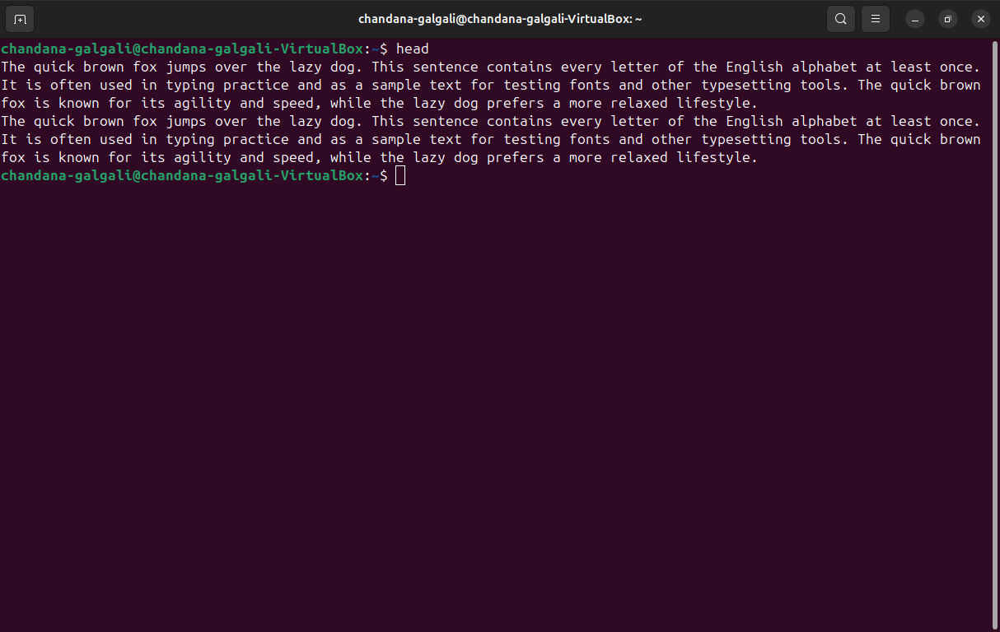 chandana-galgali@chandana-galgali-VirtualBox: ~
chandana-galgali@chandana-galgali-VirtualBox:~$ head
The quick brown fox jumps over the lazy dog. This sentence contains every letter of the English alphabet at least once.
It is often used in typing practice and as a sample text for testing fonts and other typesetting tools. The quick brown
fox is known for its agility and speed, while the lazy dog prefers a more relaxed lifestyle.
The quick brown fox jumps over the lazy dog. This sentence contains every letter of the English alphabet at least once.
It is often used in typing practice and as a sample text for testing fonts and other typesetting tools. The quick brown
fox is known for its agility and speed, while the lazy dog prefers a more relaxed lifestyle.
chandana-galgali@chandana-galgali-VirtualBox:~$